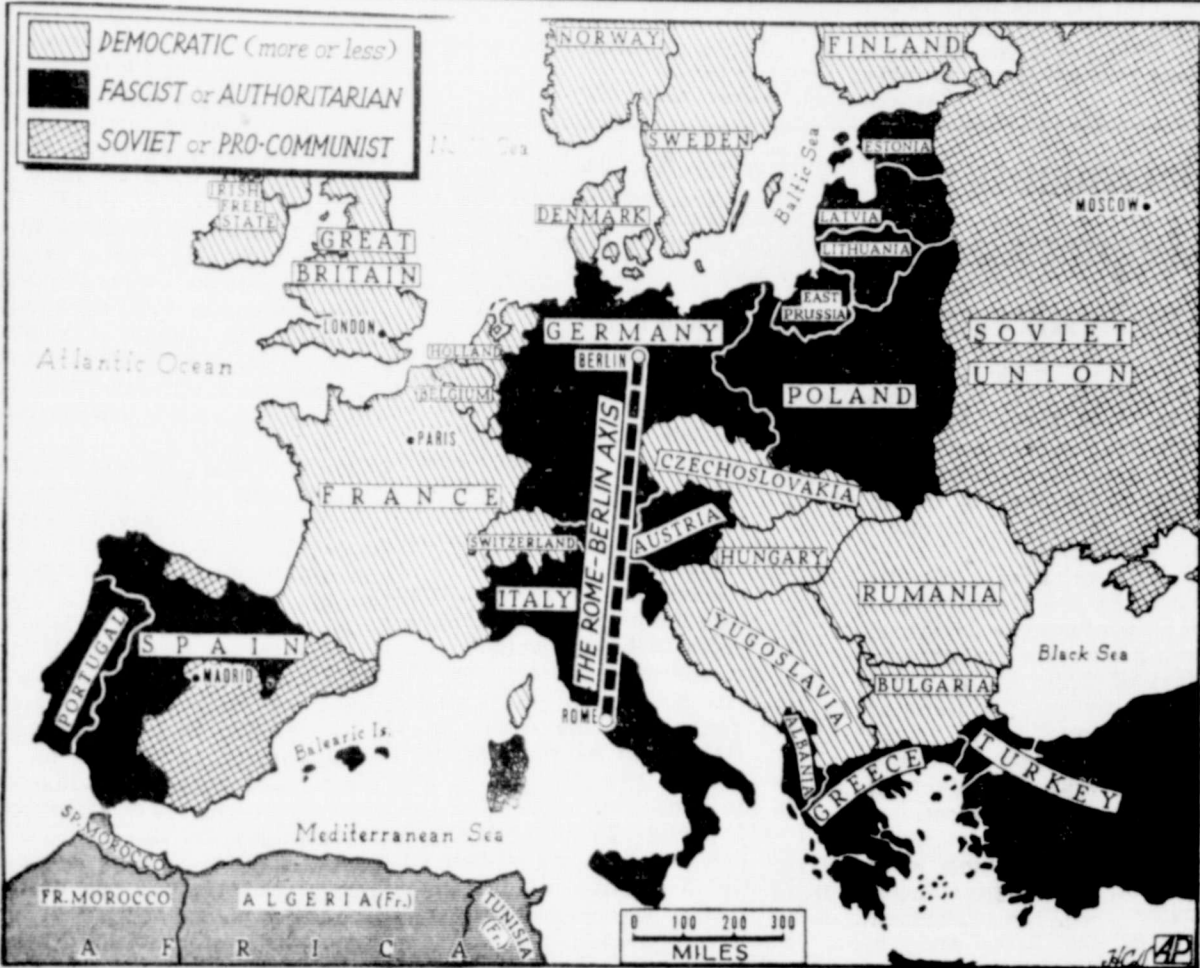 DEMOCRATIC (more or less)
FASCIST or AUTHORITARIAN
SOVIET or PRO-COMMUNIST
NORWAY
FINLAND
SWEDEN
Baltic Sea
ESTONIA
Sea
IRISH
FREE
STATE
DENMARK
LATVIA
MOSCOW
GREAT
BRITAIN
LITHUANIA
EAST
PRUSSIA
LONDON
GERMANY
SOVIET
UNION
Atlantic Ocean
HOLLAND
BERLIN
BELGIUM
POLAND
PARIS
THE ROME-BERLIN AXIS
CZECHOSLOVAKIA
FRANCE
SWITZERLAND
AUSTRIA
HUNGARY
ITALY
RUMANIA
PORTUGAL
SPAIN
YUGOSLAVIA
Black Sea
MADRID
BULGARIA
ROME
Balearic Is.
ALBANIA
GREECE
TURKEY
SP. MOROCCO
Mediterranean Sea
FR. MOROCCO
ALGERIA (Fr.)
TUNISIA
(Fr.)
AFRICA
0 100 200 300
MILES
AP